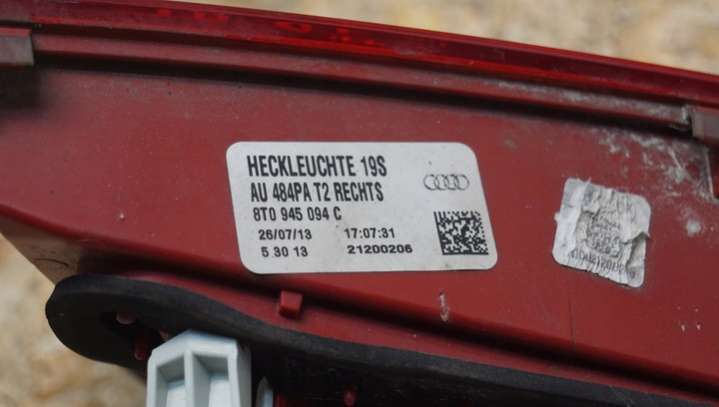 HECKLEUCHTE 19S
AU 484PA T2 RECHTS
8T0 945 094 C
26/07/13 17:07:31
5 30 13 21200206